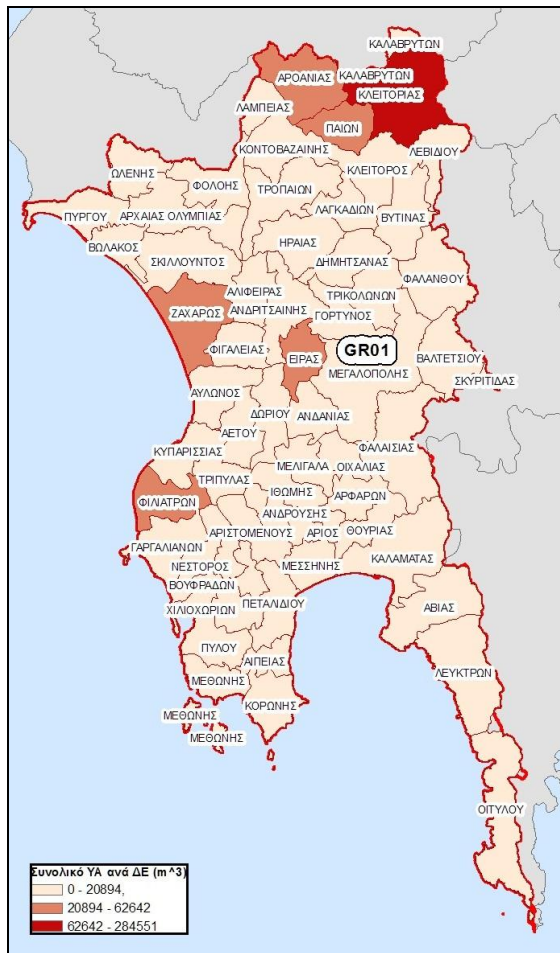 ΚΑΛΑΒΡΥΤΩΝ
ΑΡΟΑΝΙΑΣ
ΚΑΛΑΒΡΥΤΩΝ
ΚΛΕΙΤΟΡΙΑΣ
ΛΑΜΠΕΙΑΣ
ΠΑΙΩΝ
ΚΟΝΤΟΒΑΖΑΙΝΗΣ
ΛΕΒΙΔΙΟΥ
ΩΛΕΝΗΣ
ΚΛΕΙΤΟΡΟΣ
ΦΟΛΟΗΣ
ΤΡΟΠΑΙΩΝ
ΠΥΡΓΟΥ
ΑΡΧΑΙΑΣ ΟΛΥΜΠΙΑΣ
ΛΑΓΚΑΔΙΩΝ
ΒΥΤΙΝΑΣ
ΒΩΛΑΚΟΣ
ΗΡΑΙΑΣ
ΣΚΙΛΛΟΥΝΤΟΣ
ΔΗΜΗΤΣΑΝΑΣ
ΦΑΛΑΝΘΟΥ
ΑΛΙΦΕΙΡΑΣ
ΤΡΙΚΟΛΩΝΩΝ
ΖΑΧΑΡΩΣ
ΑΝΔΡΙΤΣΑΙΝΗΣ
ΓΟΡΤΥΝΟΣ
ΦΙΓΑΛΕΙΑΣ
ΕΙΡΑΣ
GR01
ΒΑΛΤΕΤΣΙΟΥ
ΜΕΓΑΛΟΠΟΛΗΣ
ΣΚΥΡΙΤΙΔΑΣ
ΑΥΛΩΝΟΣ
ΔΩΡΙΟΥ
ΑΝΔΑΝΙΑΣ
ΑΕΤΟΥ
ΚΥΠΑΡΙΣΣΙΑΣ
ΦΑΛΑΙΣΙΑΣ
ΜΕΛΙΓΑΛΑ
ΟΙΧΑΛΙΑΣ
ΤΡΙΠΥΛΑΣ
ΙΘΩΜΗΣ
ΑΡΦΑΡΩΝ
ΦΙΛΙΑΤΡΩΝ
ΑΝΔΡΟΥΣΗΣ
ΑΡΙΣΤΟΜΕΝΟΥΣ
ΑΡΙΟΣ
ΘΟΥΡΙΑΣ
ΓΑΡΓΑΛΙΑΝΩΝ
ΝΕΣΤΟΡΟΣ
ΜΕΣΣΗΝΗΣ
ΚΑΛΑΜΑΤΑΣ
ΒΟΥΦΡΑΔΩΝ
ΧΙΛΙΟΧΩΡΙΩΝ
ΠΕΤΑΛΙΔΙΟΥ
ΑΒΙΑΣ
ΠΥΛΟΥ
ΑΙΠΕΙΑΣ
ΛΕΥΚΤΡΩΝ
ΜΕΘΩΝΗΣ
ΚΟΡΩΝΗΣ
ΜΕΘΩΝΗΣ
ΜΕΘΩΝΗΣ
ΟΙΤΥΛΟΥ
Συνολικό ΥΑ ανά ΔΕ (m^3)
0 - 20894,
20894 - 62642
62642 - 284551